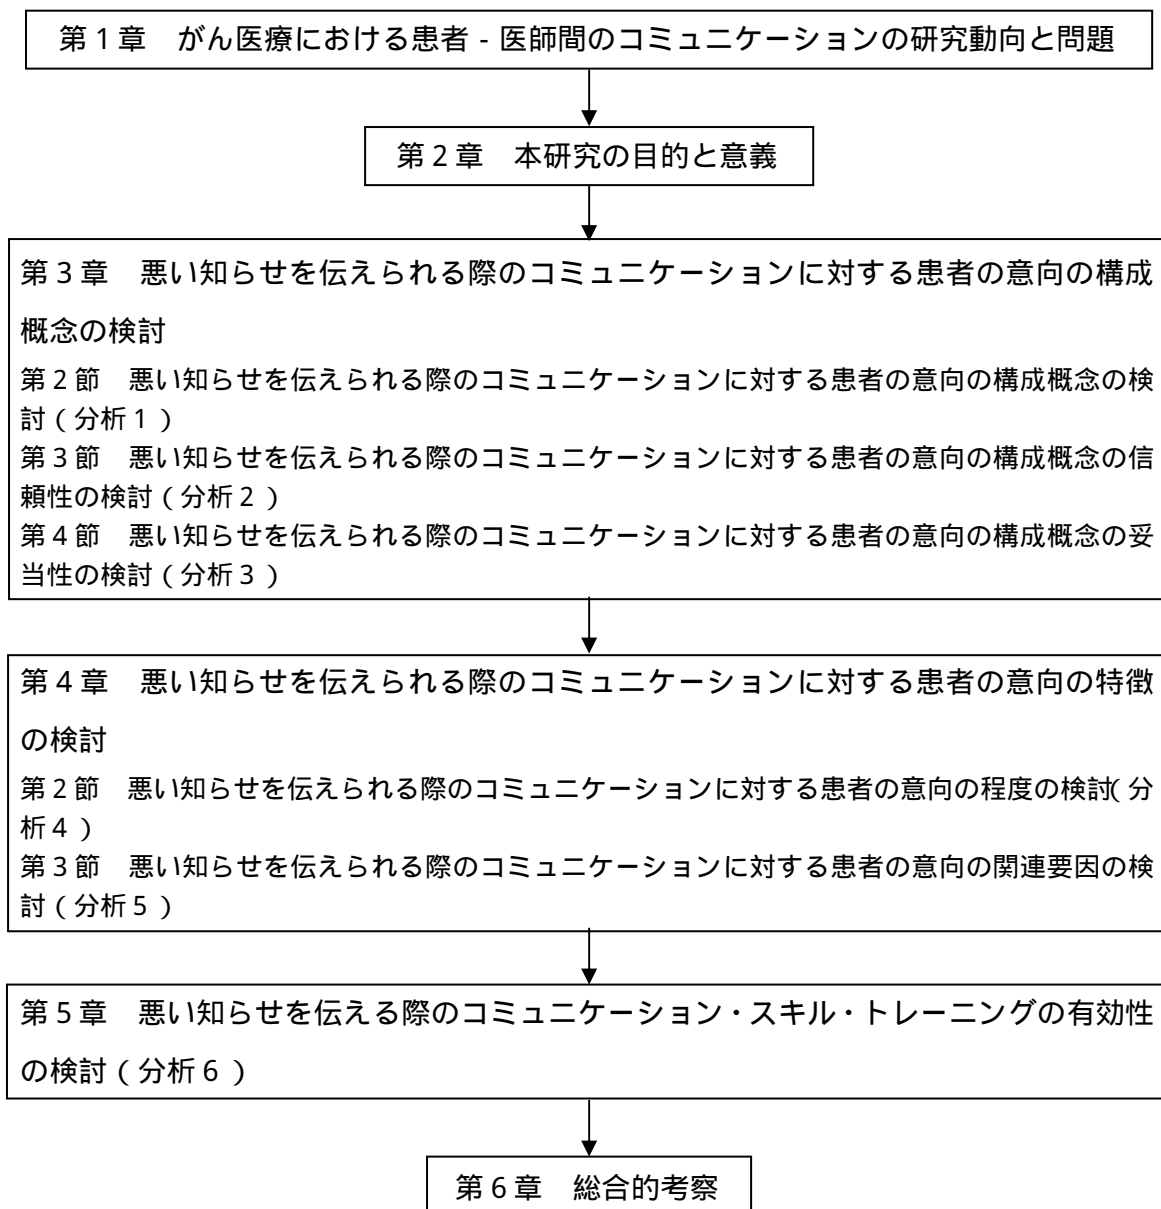 第1章　がん医療における患者 - 医師間のコミュニケーションの研究動向と問題
第2章　本研究の目的と意義
第3章　悪い知らせを伝えられる際のコミュニケーションに対する患者の意向の構成
概念の検討
第2節　悪い知らせを伝えられる際のコミュニケーションに対する患者の意向の構成概念の検
討(分析1)
第3節　悪い知らせを伝えられる際のコミュニケーションに対する患者の意向の構成概念の信
頼性の検討(分析2)
第4節　悪い知らせを伝えられる際のコミュニケーションに対する患者の意向の構成概念の妥
当性の検討(分析3)
第4章　悪い知らせを伝えられる際のコミュニケーションに対する患者の意向の特徴
の検討
第2節　悪い知らせを伝えられる際のコミュニケーションに対する患者の意向の程度の検討(分
析4)
第3節　悪い知らせを伝えられる際のコミュニケーションに対する患者の意向の関連要因の検
討(分析5)
第5章　悪い知らせを伝える際のコミュニケーション・スキル・トレーニングの有効性
の検討(分析6)
第6章　総合的考察